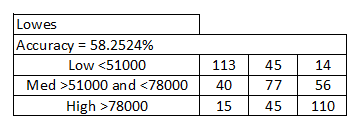 Lowes
Accuracy = 58.2524%
Low <51000 113 45 14
Med >51000 and <78000 40 77 56
High >78000 15 45 110